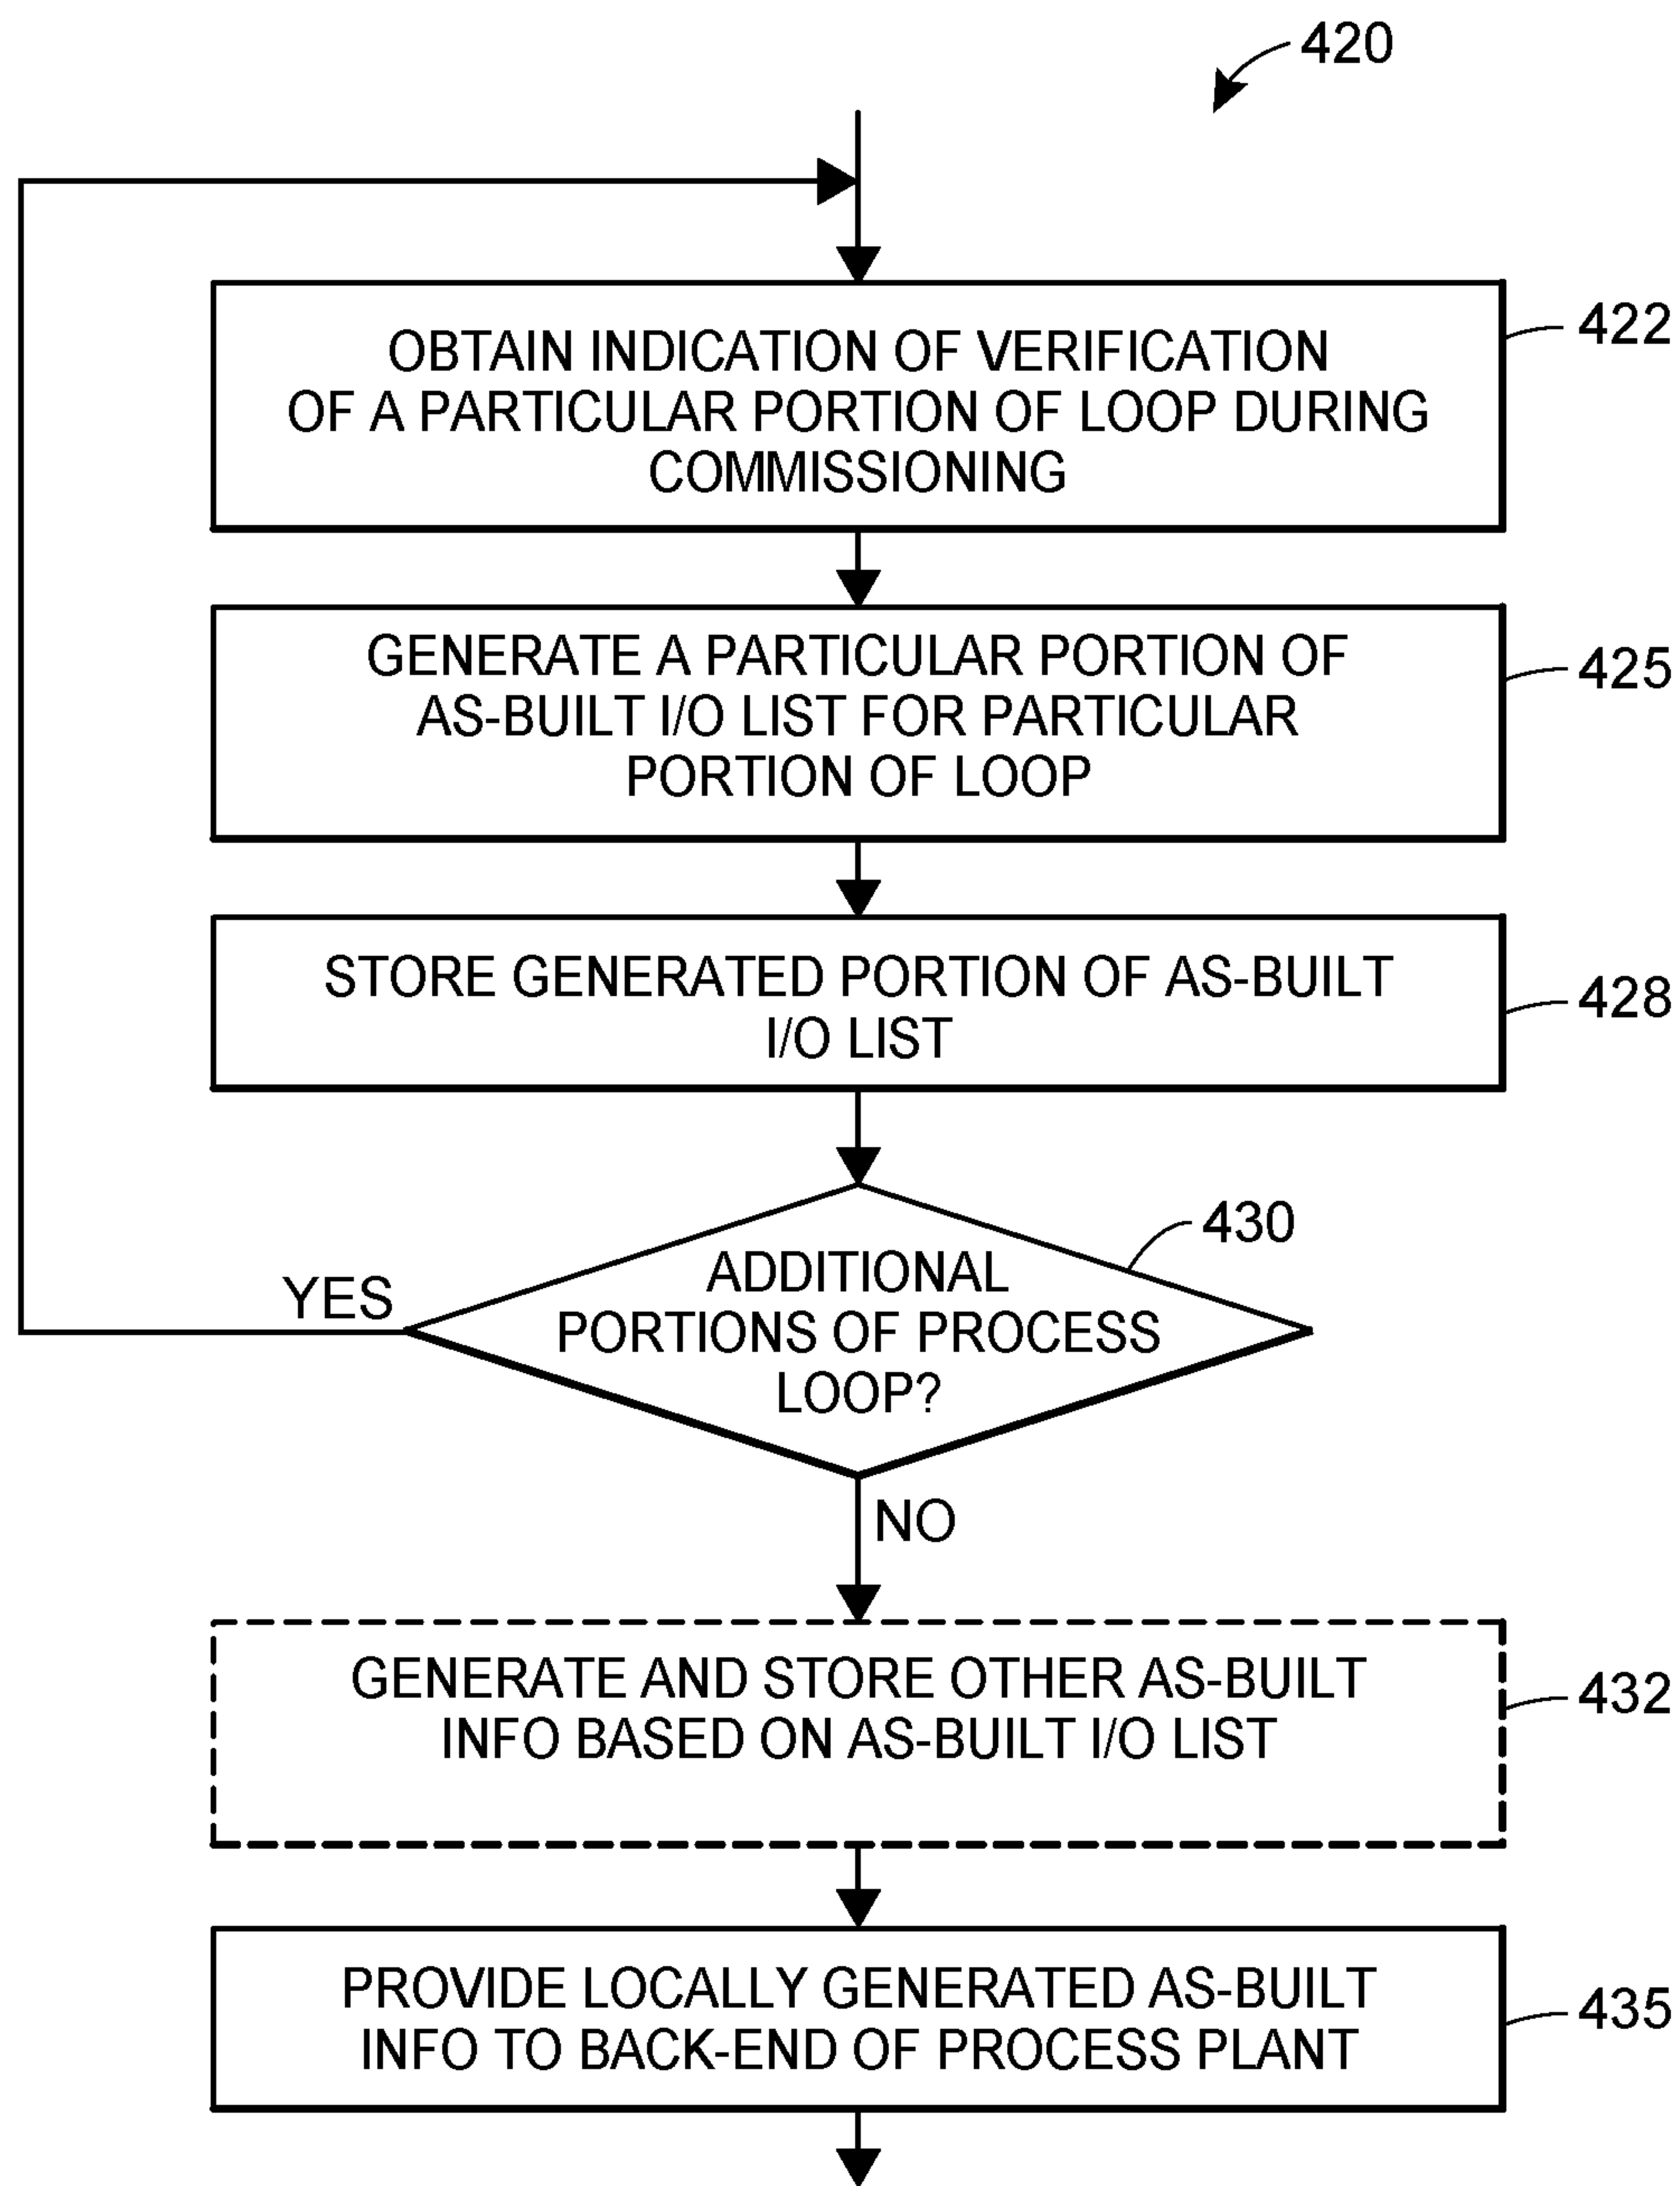 420
OBTAIN INDICATION OF VERIFICATION
OF A PARTICULAR PORTION OF LOOP DURING
COMMISSIONING
422
GENERATE A PARTICULAR PORTION OF
AS-BUILT I/O LIST FOR PARTICULAR
PORTION OF LOOP
425
STORE GENERATED PORTION OF AS-BUILT
I/O LIST
428
430
ADDITIONAL
PORTIONS OF PROCESS
LOOP?
YES
NO
GENERATE AND STORE OTHER AS-BUILT
INFO BASED ON AS-BUILT I/O LIST
432
PROVIDE LOCALLY GENERATED AS-BUILT
INFO TO BACK-END OF PROCESS PLANT
435